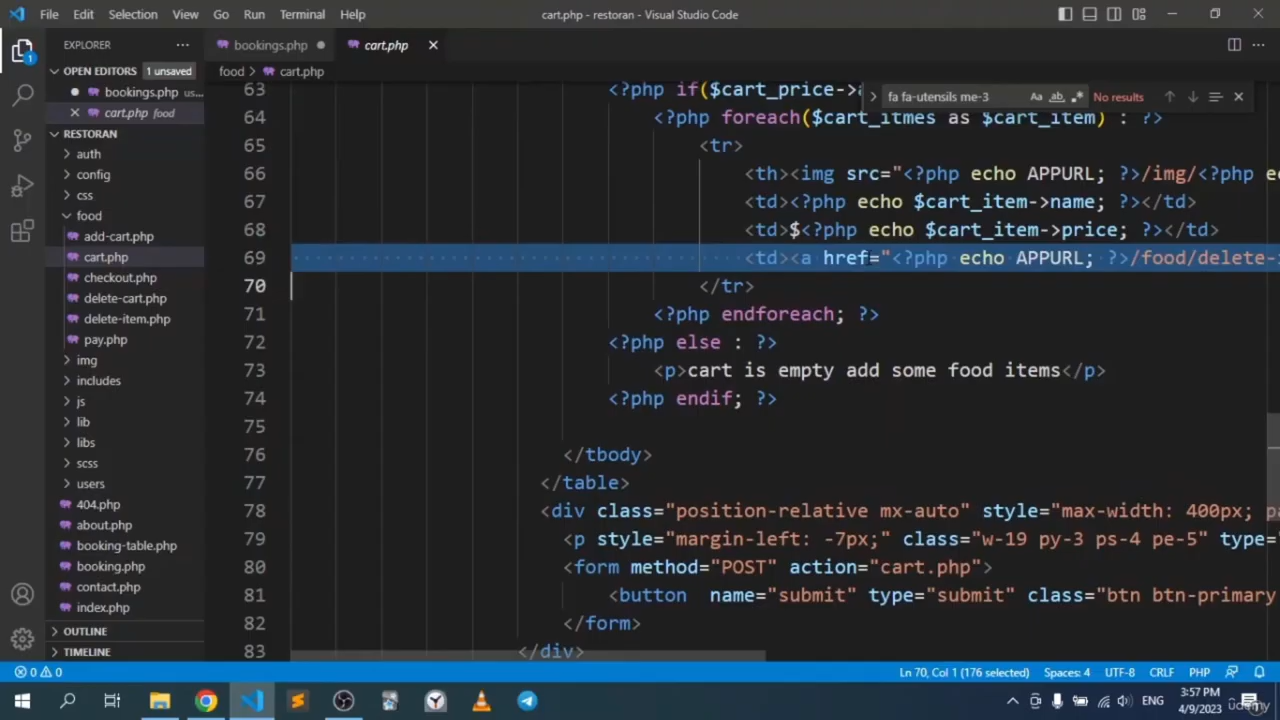 File Edit Selection View Go Run Terminal Help cart.php - restoran - Visual Studio Code
EXPLORER ··· bookings.php cart.php
OPEN EDITORS 1 unsaved food > cart.php
bookings.php us...
cart.php food
RESTORAN
auth
config
css
food
add-cart.php
cart.php
checkout.php
delete-cart.php
delete-item.php
pay.php
img
includes
js
lib
libs
scss
users
404.php
about.php
booking-table.php
booking.php
contact.php
index.php
OUTLINE
TIMELINE
fa fa-utensils me-3 Aa ab .* No results
63 <?php if($cart_price->
64 <?php foreach($cart_itmes as $cart_item) : ?>
65 <tr>
66 <th><img src="<?php echo APPURL; ?>/img/<?php e
67 <td><?php echo $cart_item->name; ?></td>
68 <td>$<?php echo $cart_item->price; ?></td>
69 <td><a href="<?php echo APPURL; ?>/food/delete-
70 </tr>
71 <?php endforeach; ?>
72 <?php else : ?>
73 <p>cart is empty add some food items</p>
74 <?php endif; ?>
75
76 </tbody>
77 </table>
78 <div class="position-relative mx-auto" style="max-width: 400px; pa
79 <p style="margin-left: -7px;" class="w-19 py-3 ps-4 pe-5" type=
80 <form method="POST" action="cart.php">
81 <button name="submit" type="submit" class="btn btn-primary
82 </form>
83 </div>
0 0 Ln 70, Col 1 (176 selected) Spaces: 4 UTF-8 CRLF PHP
ENG 3:57 PM
4/9/2023
udemy